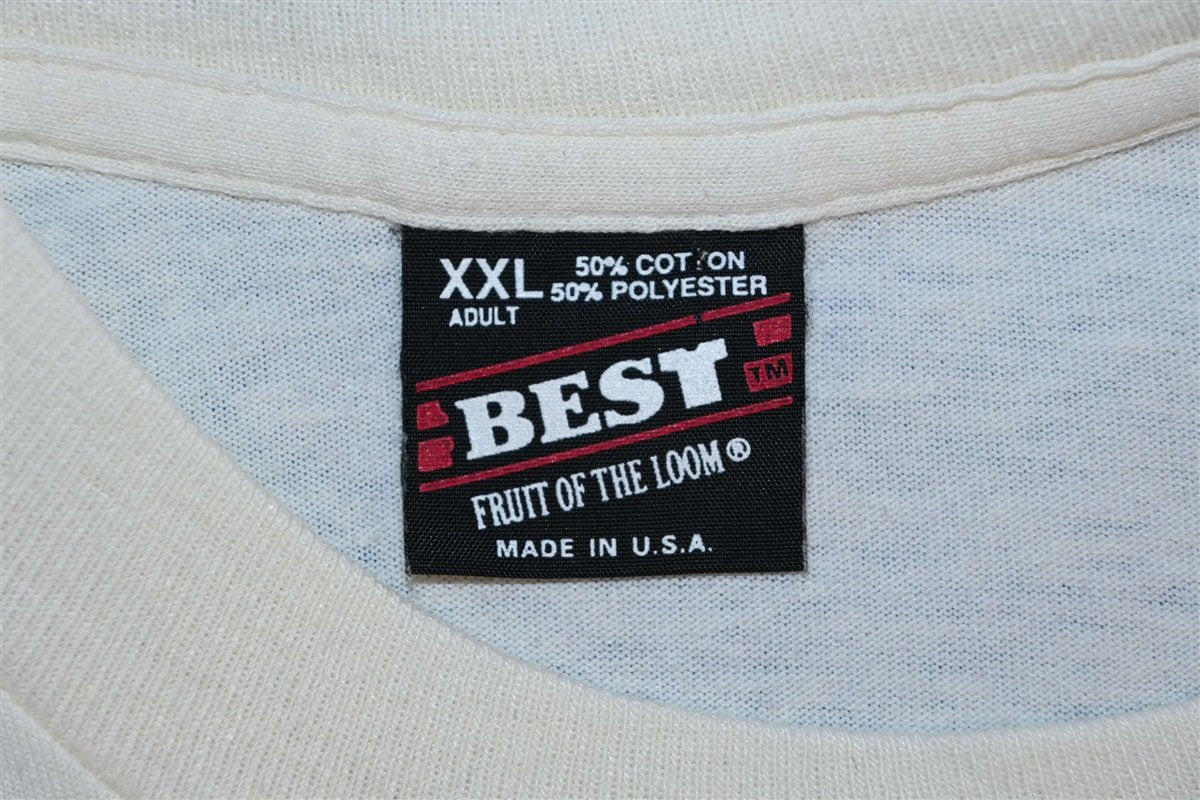 XXL
ADULT
50% COTTON
50% POLYESTER
BEST
TM
FRUIT OF THE LOOM®
MADE IN U.S.A.